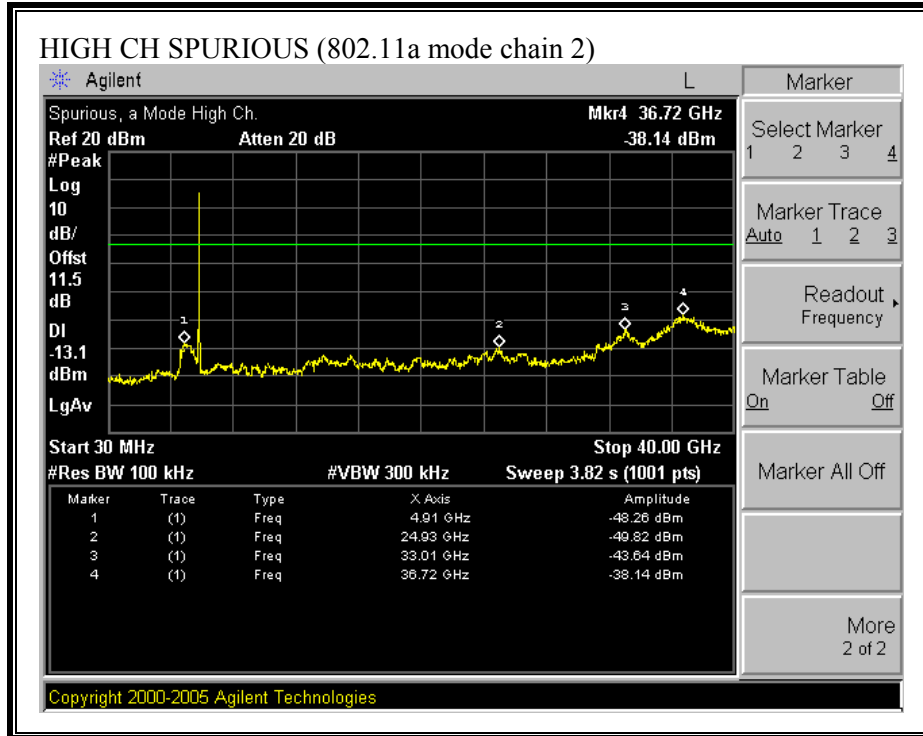 HIGH CH SPURIOUS (802.11a mode chain 2)
Agilent L Marker
Spurious, a Mode High Ch. Mkr4 36.72 GHz
Ref 20 dBm Atten 20 dB -38.14 dBm
#Peak
Log
10
dB/
Offst
11.5
dB
DI
-13.1
dBm
LgAv
1
2
3
4
Start 30 MHz Stop 40.00 GHz
#Res BW 100 kHz #VBW 300 kHz Sweep 3.82 s (1001 pts)
Marker Trace Type X Axis Amplitude
1 (1) Freq 4.91 GHz -48.26 dBm
2 (1) Freq 24.93 GHz -49.82 dBm
3 (1) Freq 33.01 GHz -43.64 dBm
4 (1) Freq 36.72 GHz -38.14 dBm
Select Marker
1 2 3 4
Marker Trace
Auto 1 2 3
Readout
Frequency
Marker Table
On Off
Marker All Off
More
2 of 2
Copyright 2000-2005 Agilent Technologies